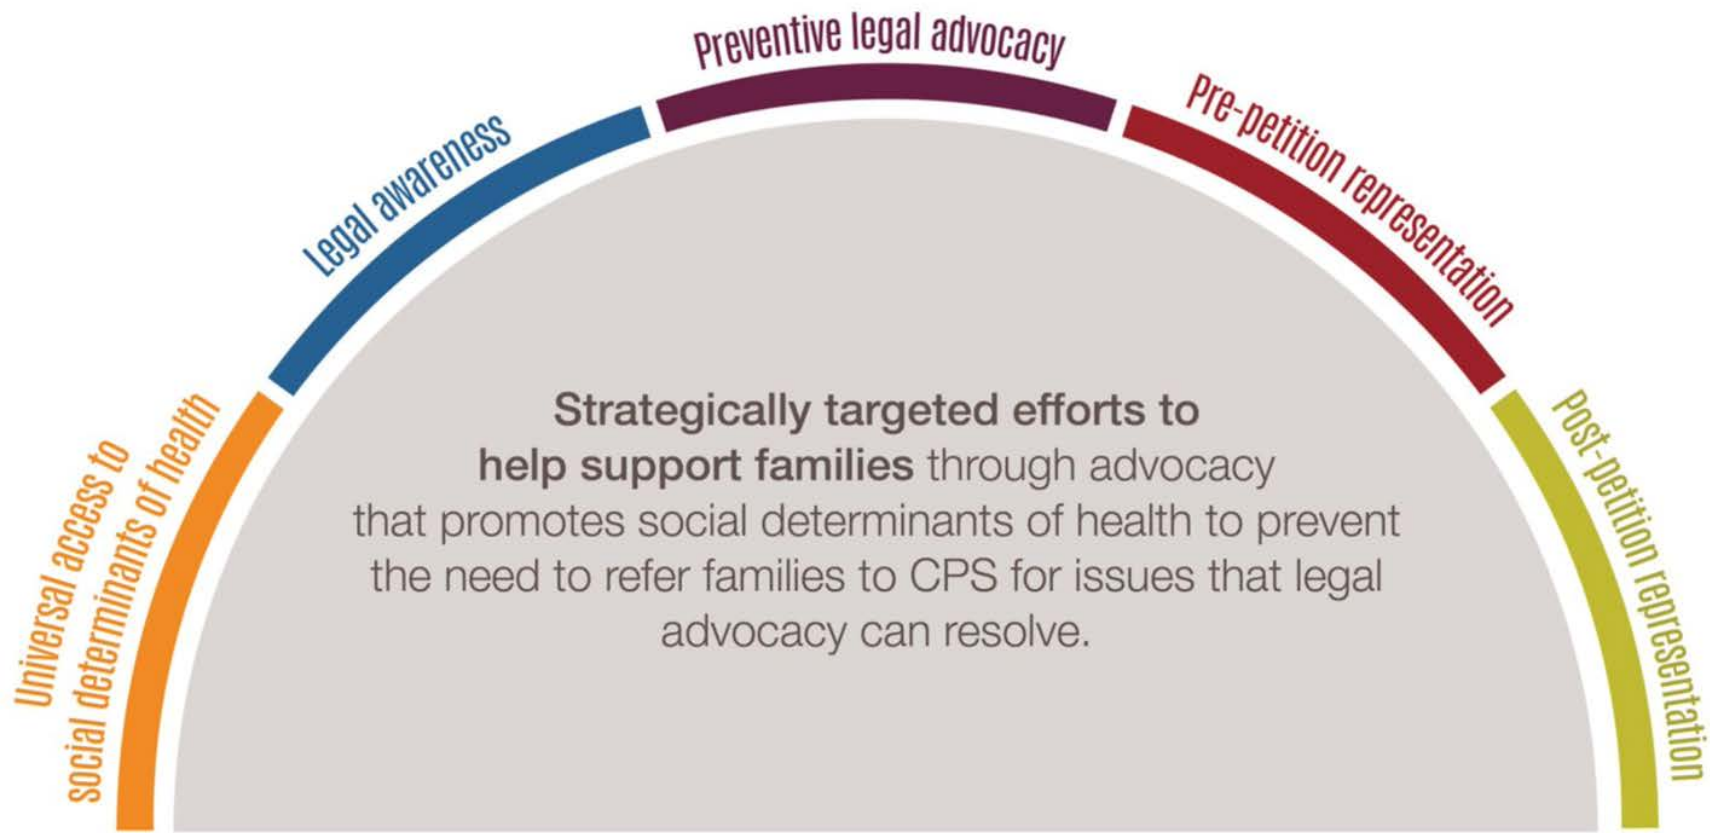 Universal access to
social determinants of health
Legal awareness
Preventive legal advocacy
Pre-petition representation
Post-petition representation
Strategically targeted efforts to
help support families through advocacy
that promotes social determinants of health to prevent
the need to refer families to CPS for issues that legal
advocacy can resolve.